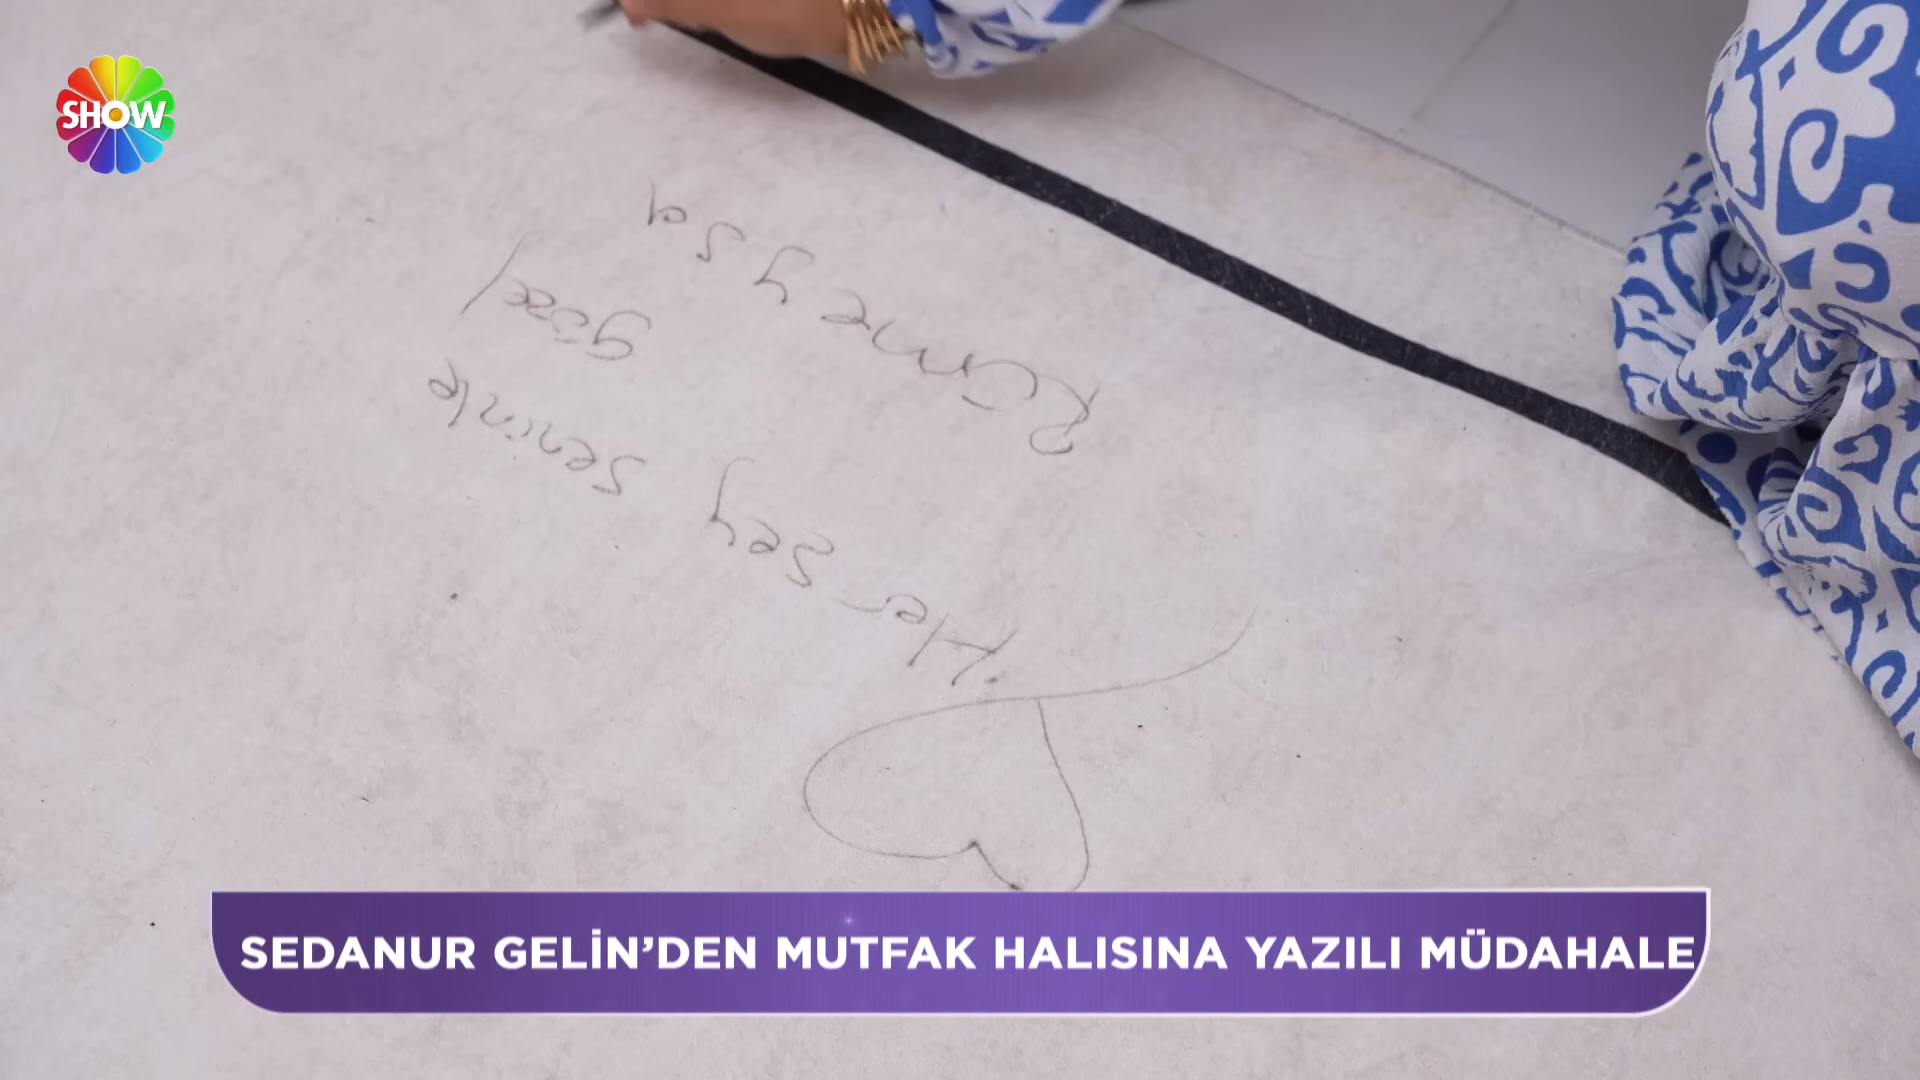 SHOW
Her şey seninle
güzel
Rümeysa
SEDANUR GELİN’DEN MUTFAK HALISINA YAZILI MÜDAHALE